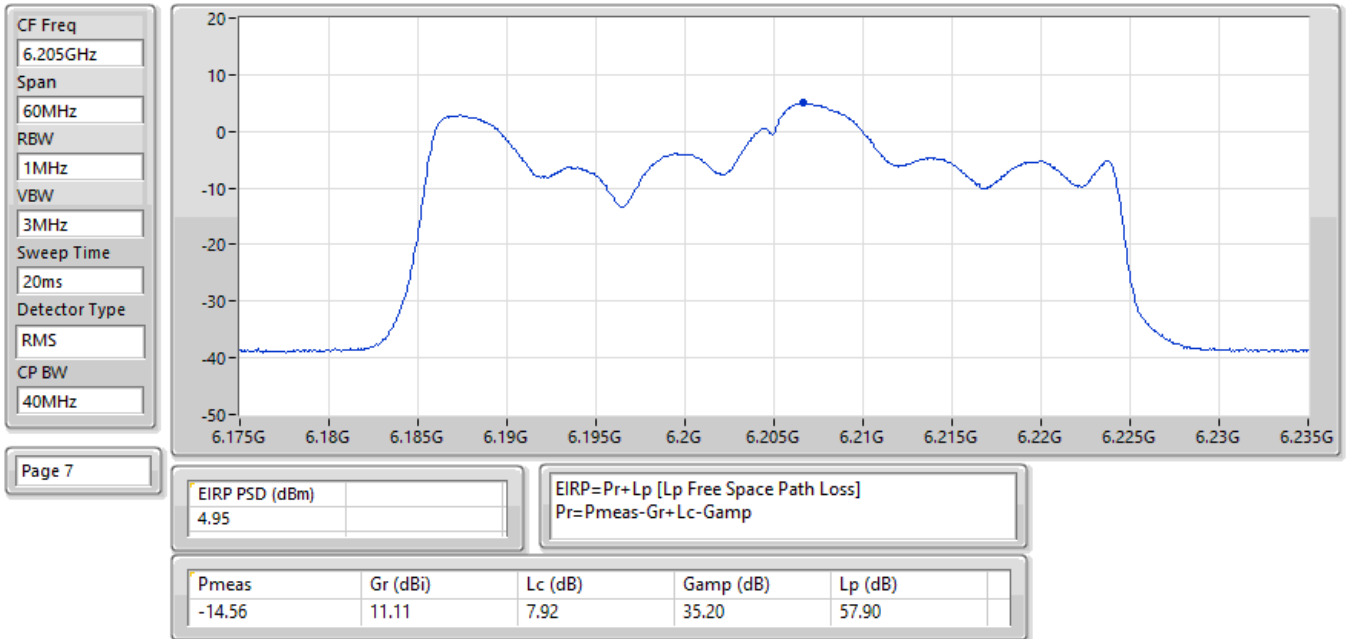 CF Freq
6.205GHz
Span
60MHz
RBW
1MHz
VBW
3MHz
Sweep Time
20ms
Detector Type
RMS
CP BW
40MHz
Page 7
20
10
0
-10
-20
-30
-40
-50
6.175G 6.18G 6.185G 6.19G 6.195G 6.2G 6.205G 6.21G 6.215G 6.22G 6.225G 6.23G 6.235G
EIRP PSD (dBm)
4.95
EIRP=Pr+Lp [Lp Free Space Path Loss]
Pr=Pmeas-Gr+Lc-Gamp
Pmeas Gr (dBi) Lc (dB) Gamp (dB) Lp (dB)
-14.56 11.11 7.92 35.20 57.90